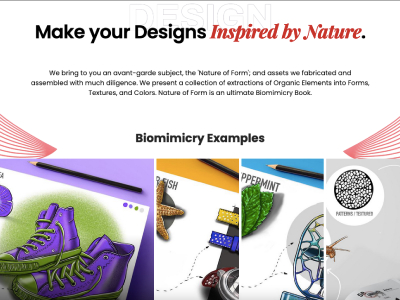 DESIGN
Make your Designs Inspired by Nature.
We bring to you an avant-garde subject, the 'Nature of Form'; and assets we fabricated and
assembled with much diligence. We present a collection of extractions of Organic Elements into Forms,
Textures, and Colors. Nature of Form is an ultimate Biomimicry Book.
Biomimicry Examples
FISH
PEPPERMINT
PATTERNS / TEXTURES